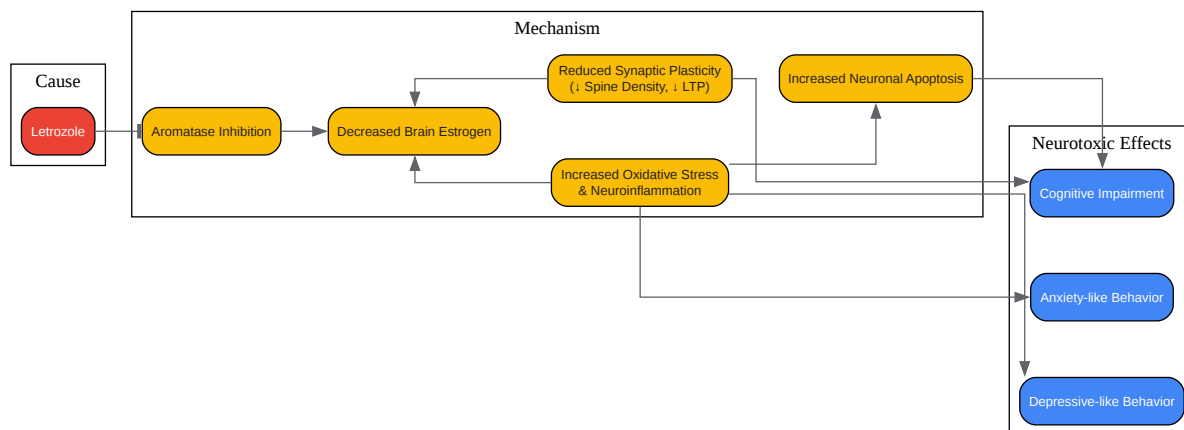 Mechanism
Cause
Reduced Synaptic Plasticity
(↓ Spine Density, ↓ LTP)
Increased Neuronal Apoptosis
Letrozole
Aromatase Inhibition
Decreased Brain Estrogen
Neurotoxic Effects
Increased Oxidative Stress
& Neuroinflammation
Cognitive Impairment
Anxiety-like Behavior
Depressive-like Behavior